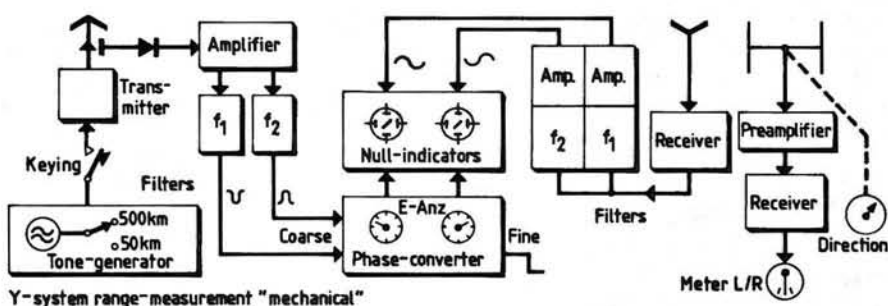 Amplifier
Trans-
mitter
f1
f2
Keying
Filters
500km
50km
Tone-generator
Coarse
Null-indicators
E-Anz
Phase-converter
Fine
Amp.
Amp.
f2
f1
Filters
Receiver
Preamplifier
Receiver
Direction
Meter L/R
Y-system range-measurement "mechanical"